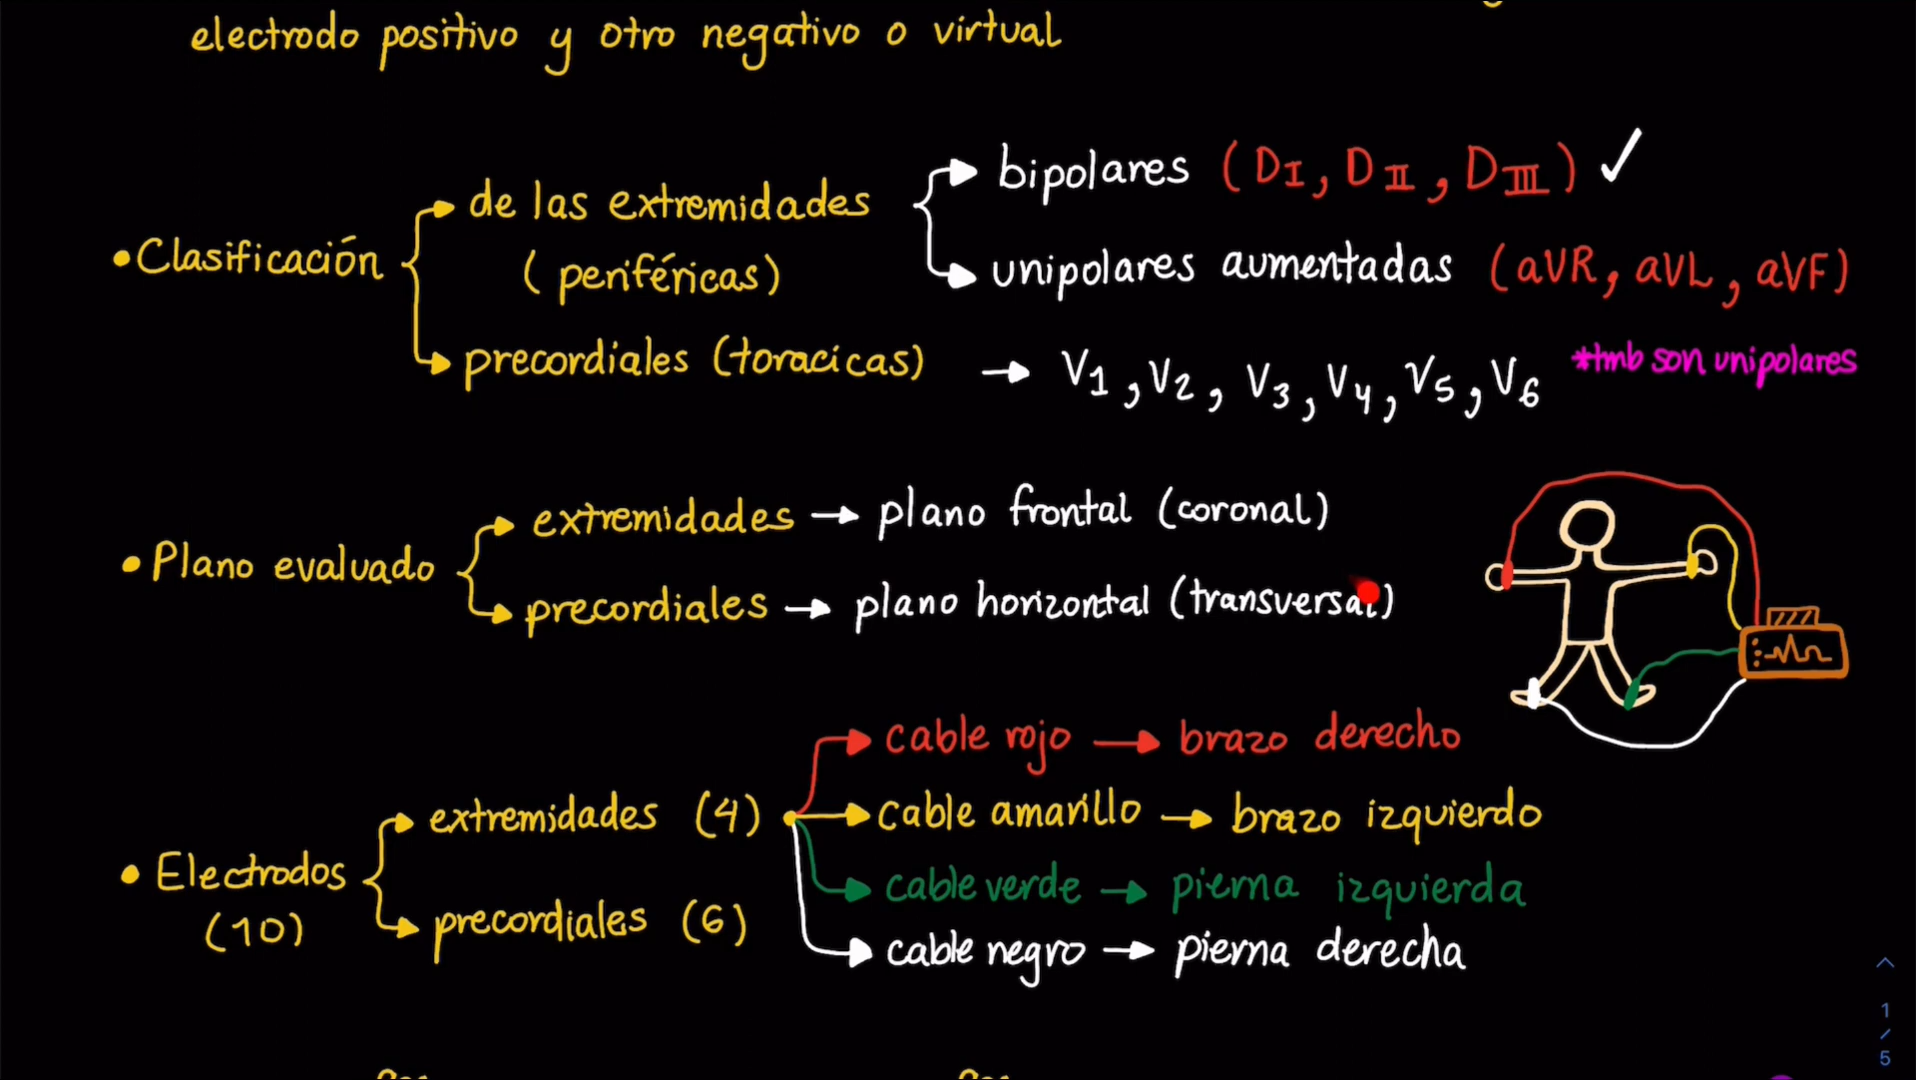 electrodo positivo y otro negativo o virtual
bipolares (DI, DII, DIII) ✓
de las extremidades
• Clasificación
(periféricas)
unipolares aumentadas (aVR, aVL, aVF)
precordiales (toracicas) → V1, V2, V3, V4, V5, V6 *tmb son unipolares
extremidades → plano frontal (coronal)
• Plano evaluado
precordiales → plano horizontal (transversal)
cable rojo → brazo derecho
extremidades (4)
cable amarillo → brazo izquierdo
• Electrodos
(10)
cable verde → pierna izquierda
precordiales (6)
cable negro → pierna derecha
1
/
5